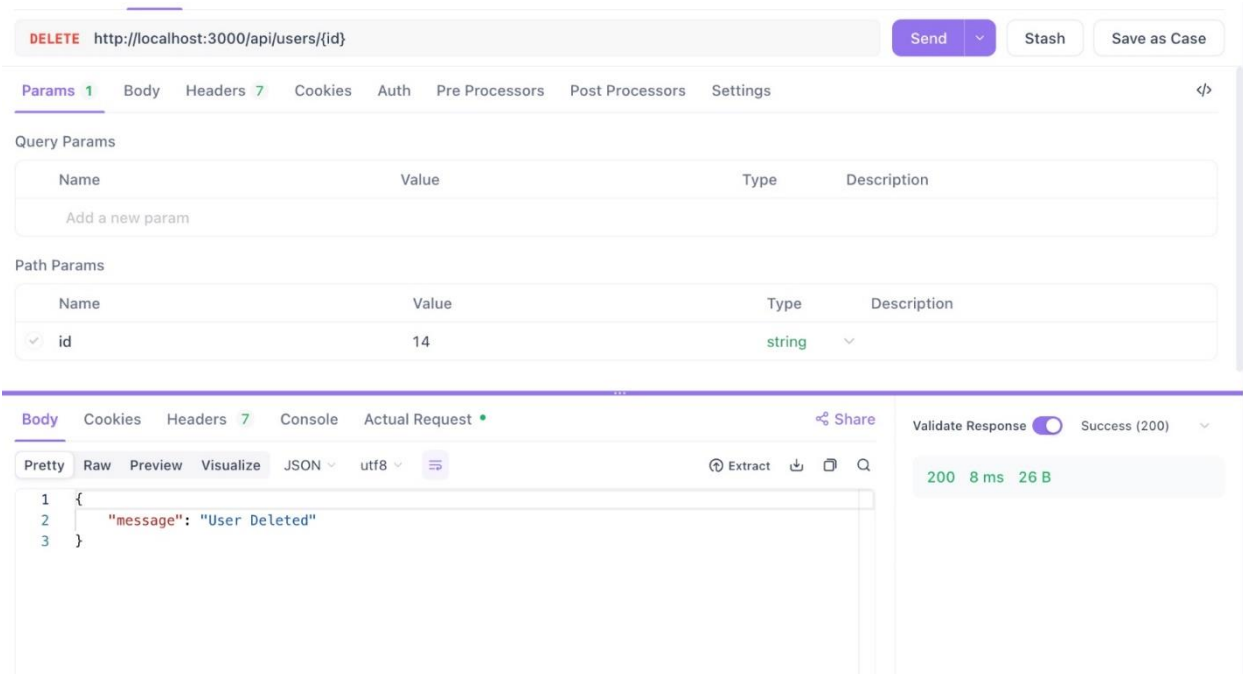 DELETE http://localhost:3000/api/users/{id} Send Stash Save as Case
Params 1 Body Headers 7 Cookies Auth Pre Processors Post Processors Settings </>
Query Params
Name Value Type Description
Add a new param
Path Params
Name Value Type Description
id 14 string
Body Cookies Headers 7 Console Actual Request • Share Validate Response Success (200)
Pretty Raw Preview Visualize JSON utf8 Extract
200 8 ms 26 B
1 {
2 "message": "User Deleted"
3 }